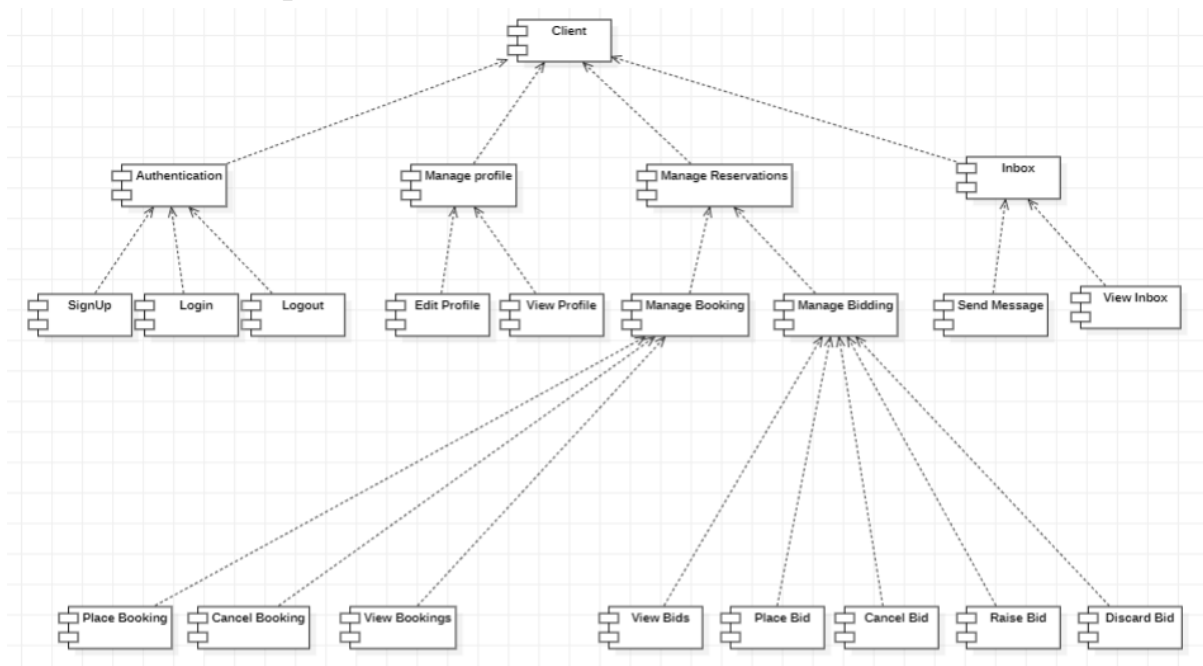 Client
Authentication
Manage profile
Manage Reservations
Inbox
SignUp
Login
Logout
Edit Profile
View Profile
Manage Booking
Manage Bidding
Send Message
View Inbox
Place Booking
Cancel Booking
View Bookings
View Bids
Place Bid
Cancel Bid
Raise Bid
Discard Bid